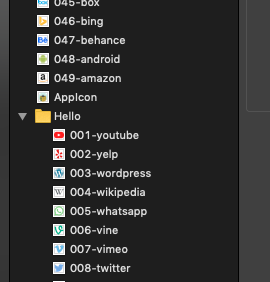 045-box
046-bing
047-behance
048-android
049-amazon
AppIcon
Hello
001-youtube
002-yelp
003-wordpress
004-wikipedia
005-whatsapp
006-vine
007-vimeo
008-twitter